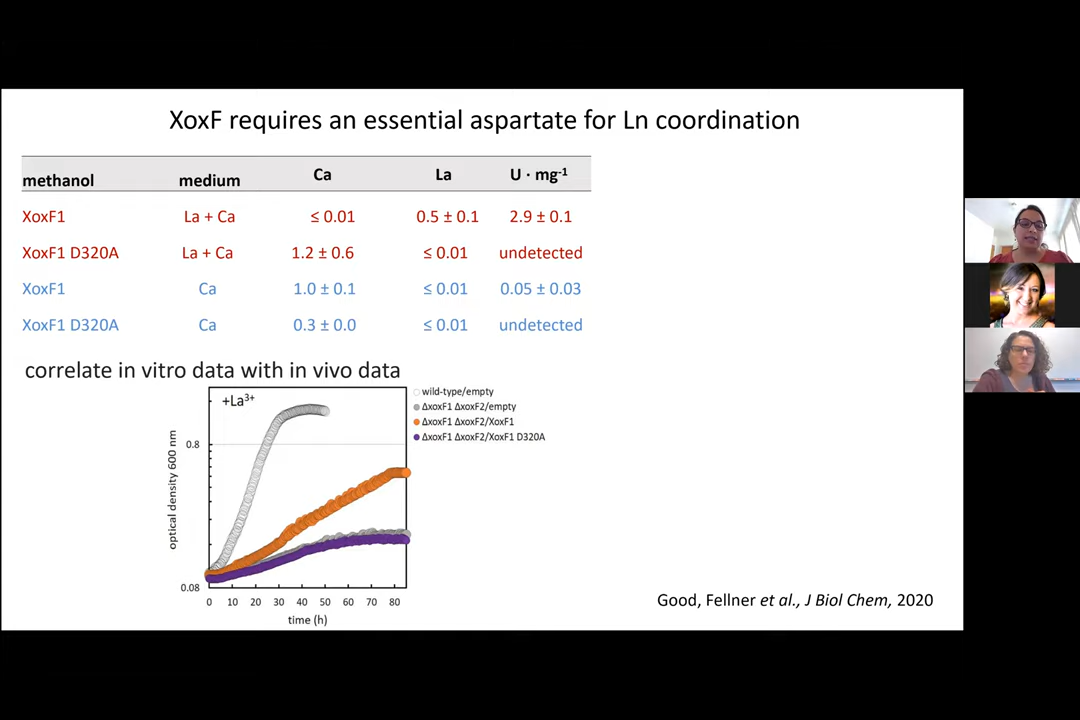 XoxF requires an essential aspartate for Ln coordination
methanol medium Ca La U · mg-1
XoxF1 La + Ca ≤ 0.01 0.5 ± 0.1 2.9 ± 0.1
XoxF1 D320A La + Ca 1.2 ± 0.6 ≤ 0.01 undetected
XoxF1 Ca 1.0 ± 0.1 ≤ 0.01 0.05 ± 0.03
XoxF1 D320A Ca 0.3 ± 0.0 ≤ 0.01 undetected
correlate in vitro data with in vivo data
+La³⁺
wild-type/empty
ΔxoxF1 ΔxoxF2/empty
ΔxoxF1 ΔxoxF2/XoxF1
ΔxoxF1 ΔxoxF2/XoxF1 D320A
optical density 600 nm
0.8
0.08
0 10 20 30 40 50 60 70 80
time (h)
Good, Fellner et al., J Biol Chem, 2020